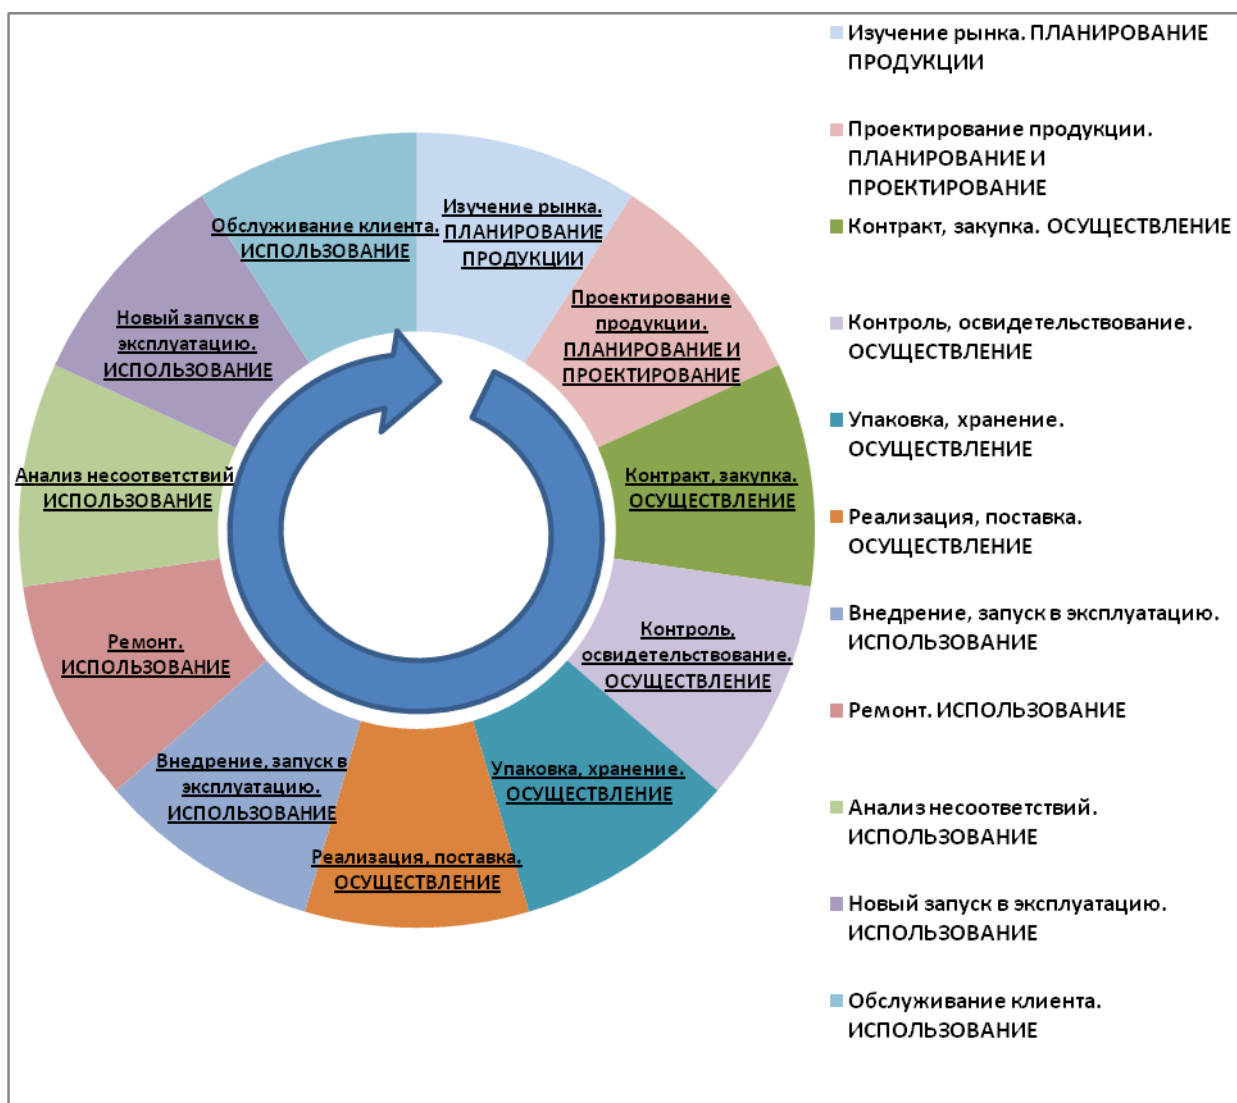 Изучение рынка.
ПЛАНИРОВАНИЕ
ПРОДУКЦИИ
Проектирование
продукции.
ПЛАНИРОВАНИЕ И
ПРОЕКТИРОВАНИЕ
Контракт, закупка.
ОСУЩЕСТВЛЕНИЕ
Контроль,
освидетельствование.
ОСУЩЕСТВЛЕНИЕ
Упаковка, хранение.
ОСУЩЕСТВЛЕНИЕ
Реализация, поставка.
ОСУЩЕСТВЛЕНИЕ
Внедрение, запуск в
эксплуатацию.
ИСПОЛЬЗОВАНИЕ
Ремонт.
ИСПОЛЬЗОВАНИЕ
Анализ несоответствий.
ИСПОЛЬЗОВАНИЕ
Новый запуск в
эксплуатацию.
ИСПОЛЬЗОВАНИЕ
Обслуживание клиента.
ИСПОЛЬЗОВАНИЕ
Изучение рынка. ПЛАНИРОВАНИЕ
ПРОДУКЦИИ
Проектирование продукции.
ПЛАНИРОВАНИЕ И
ПРОЕКТИРОВАНИЕ
Контракт, закупка. ОСУЩЕСТВЛЕНИЕ
Контроль, освидетельствование.
ОСУЩЕСТВЛЕНИЕ
Упаковка, хранение.
ОСУЩЕСТВЛЕНИЕ
Реализация, поставка.
ОСУЩЕСТВЛЕНИЕ
Внедрение, запуск в эксплуатацию.
ИСПОЛЬЗОВАНИЕ
Ремонт. ИСПОЛЬЗОВАНИЕ
Анализ несоответствий.
ИСПОЛЬЗОВАНИЕ
Новый запуск в эксплуатацию.
ИСПОЛЬЗОВАНИЕ
Обслуживание клиента.
ИСПОЛЬЗОВАНИЕ